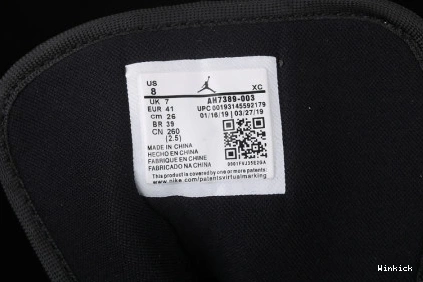 US
8 XC
UK 7
EUR 41
cm 26
BR 39
CN 260
(2.5)
AH7389-003
UPC 00193145592179
01/16/19 | 03/27/19
MADE IN CHINA
HECHO EN CHINA
FABRIQUE EN CHINE
FABRICADO NA CHINA
This product is covered by one or more patents:
www.nike.com/patentsvirtualmarking
Winkick